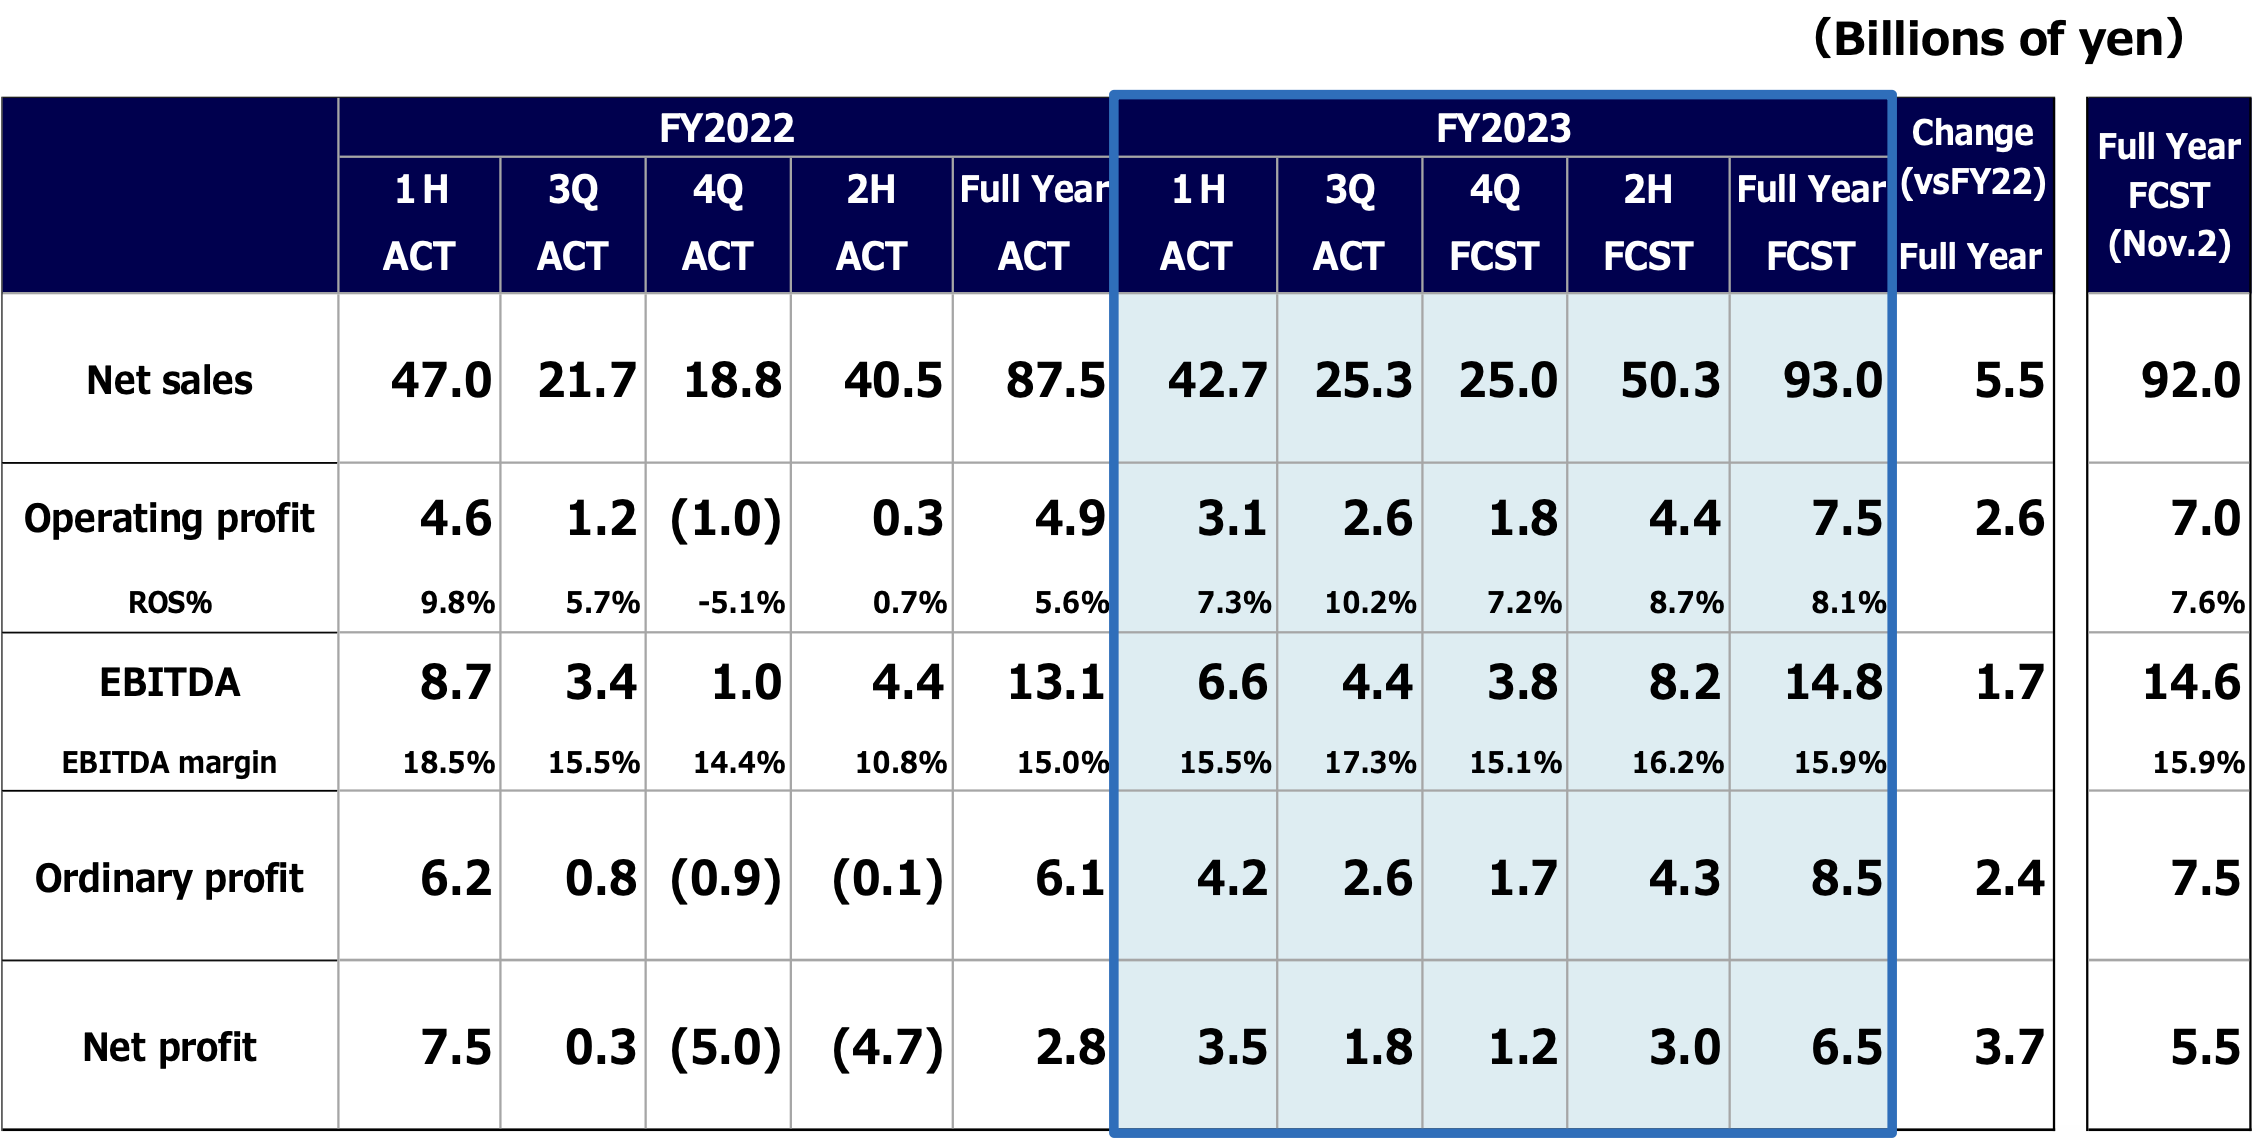 (Billions of yen)
FY2022 FY2023 Change (vsFY22) Full Year FCST (Nov.2)
1H 3Q 4Q 2H Full Year 1H 3Q 4Q 2H Full Year
ACT ACT ACT ACT ACT ACT ACT FCST FCST FCST Full Year
Net sales 47.0 21.7 18.8 40.5 87.5 42.7 25.3 25.0 50.3 93.0 5.5 92.0
Operating profit 4.6 1.2 (1.0) 0.3 4.9 3.1 2.6 1.8 4.4 7.5 2.6 7.0
ROS% 9.8% 5.7% -5.1% 0.7% 5.6% 7.3% 10.2% 7.2% 8.7% 8.1% 7.6%
EBITDA 8.7 3.4 1.0 4.4 13.1 6.6 4.4 3.8 8.2 14.8 1.7 14.6
EBITDA margin 18.5% 15.5% 14.4% 10.8% 15.0% 15.5% 17.3% 15.1% 16.2% 15.9% 15.9%
Ordinary profit 6.2 0.8 (0.9) (0.1) 6.1 4.2 2.6 1.7 4.3 8.5 2.4 7.5
Net profit 7.5 0.3 (5.0) (4.7) 2.8 3.5 1.8 1.2 3.0 6.5 3.7 5.5